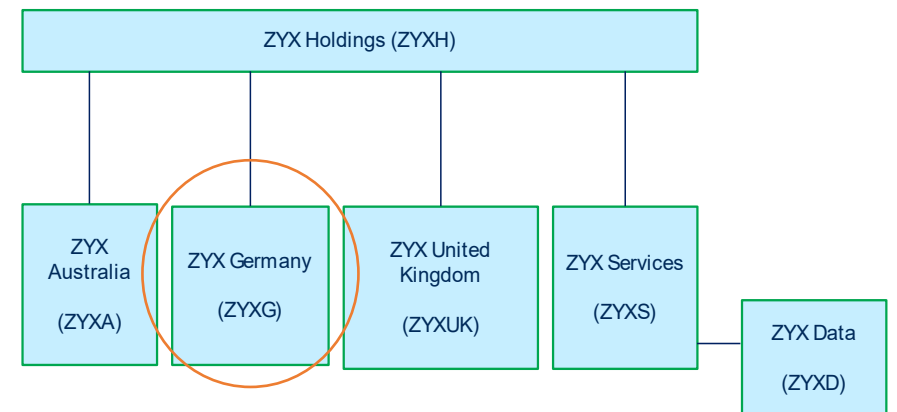 ZYX Holdings (ZYXH)
ZYX
Australia
(ZYXA)
ZYX Germany
(ZYXG)
ZYX United
Kingdom
(ZYXUK)
ZYX Services
(ZYXS)
ZYX Data
(ZYXD)